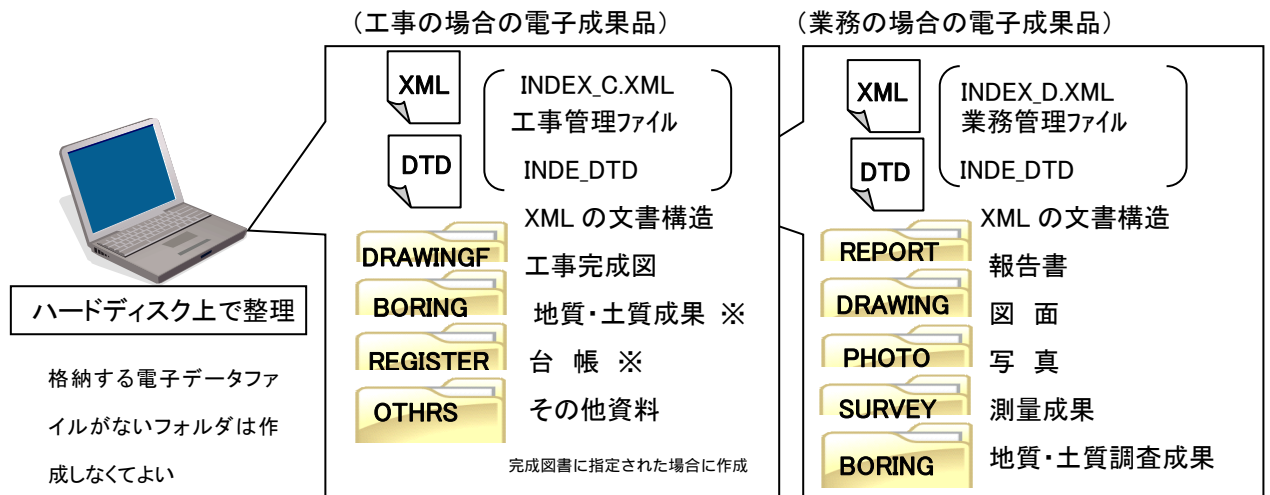 （工事の場合の電子成果品）
XML
INDEX_C.XML
工事管理ファイル
DTD
INDE_DTD
XML の文書構造
DRAWINGF
工事完成図
BORING
地質・土質成果 ※
REGISTER
台 帳 ※
OTHRS
その他資料
完成図書に指定された場合に作成
（業務の場合の電子成果品）
XML
INDEX_D.XML
業務管理ファイル
DTD
INDE_DTD
XML の文書構造
REPORT
報告書
DRAWING
図 面
PHOTO
写 真
SURVEY
測量成果
BORING
地質・土質調査成果
ハードディスク上で整理
格納する電子データファ
イルがないフォルダは作
成しなくてよい